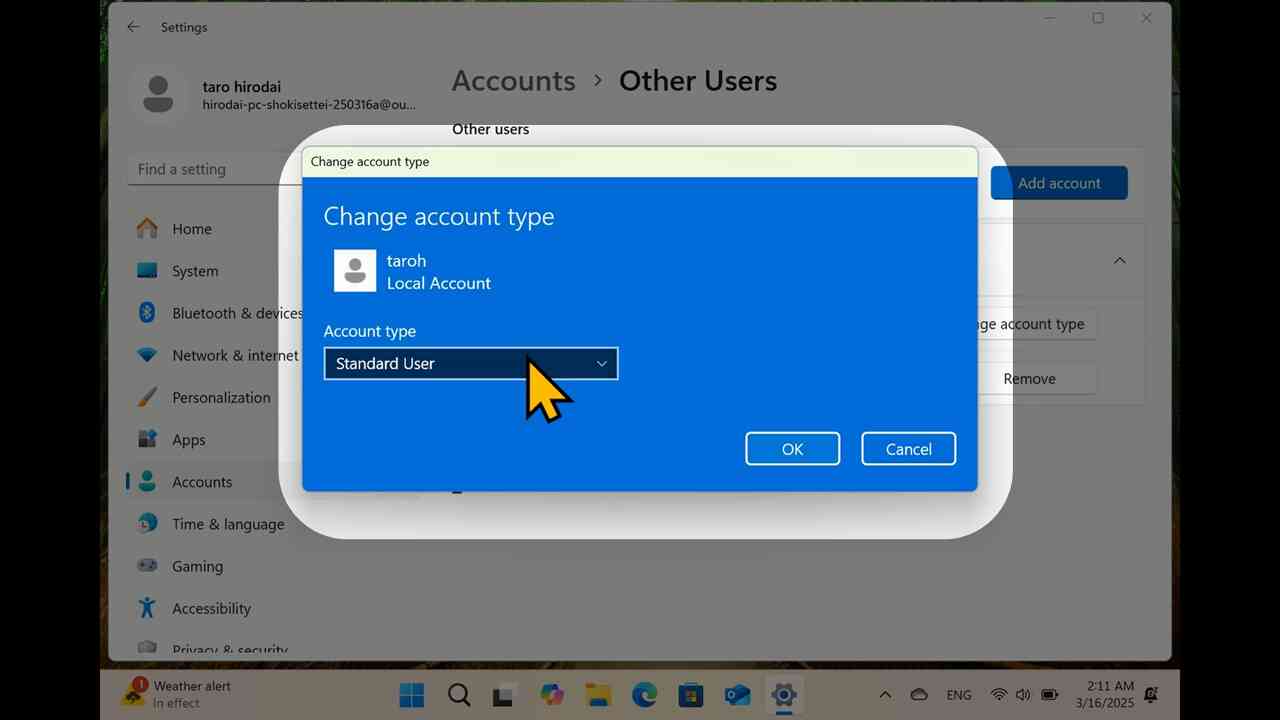 Settings
taro hirodai
hirodai-pc-shokisettei-250316a@ou...
Find a setting
Home
System
Bluetooth & devices
Network & internet
Personalization
Apps
Accounts
Time & language
Gaming
Accessibility
Privacy & security
Accounts > Other Users
Other users
Add account
ge account type
Remove
Change account type
Change account type
taroh
Local Account
Account type
Standard User
OK
Cancel
1
Weather alert
In effect
ENG
2:11 AM
3/16/2025